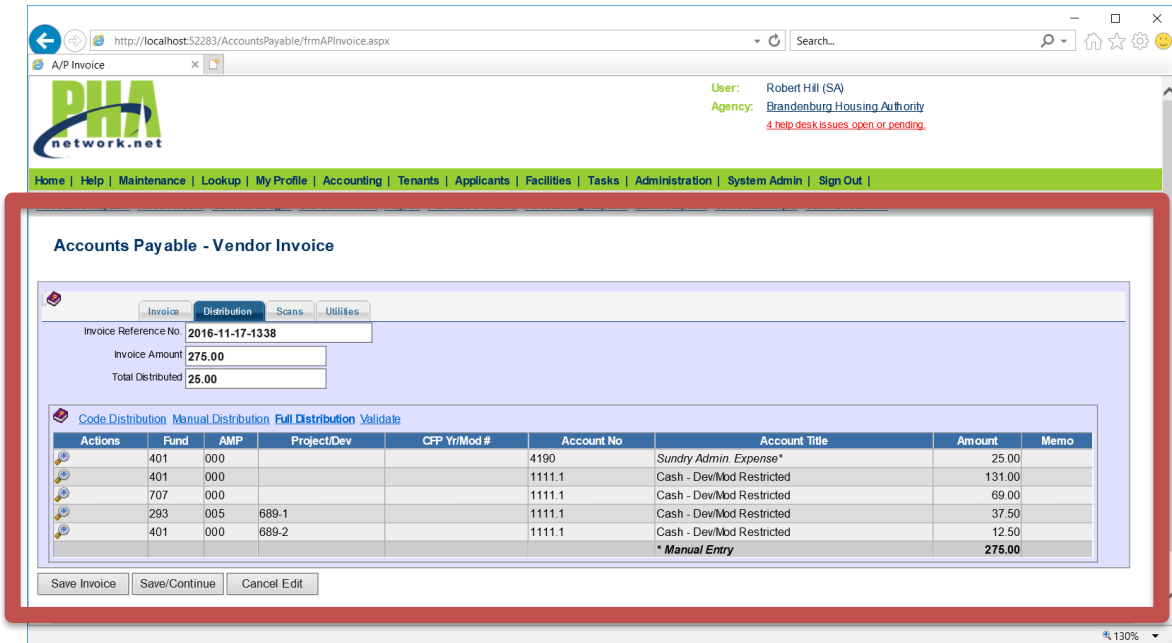 http://localhost:52283/AccountsPayable/frmAPInvoice.aspx
Search...
A/P Invoice
PHA
network.net
User: Robert Hill (SA)
Agency: Brandenburg Housing Authority
4 help desk issues open or pending.
Home | Help | Maintenance | Lookup | My Profile | Accounting | Tenants | Applicants | Facilities | Tasks | Administration | System Admin | Sign Out |
Accounts Payable - Vendor Invoice
Invoice Distribution Scans Utilities
Invoice Reference No. 2016-11-17-1338
Invoice Amount 275.00
Total Distributed 25.00
Code Distribution Manual Distribution Full Distribution Validate
Actions Fund AMP Project/Dev CFP Yr/Mod # Account No Account Title Amount Memo
401 000 4190 Sundry Admin. Expense* 25.00
401 000 1111.1 Cash - Dev/Mod Restricted 131.00
707 000 1111.1 Cash - Dev/Mod Restricted 69.00
293 005 689-1 1111.1 Cash - Dev/Mod Restricted 37.50
401 000 689-2 1111.1 Cash - Dev/Mod Restricted 12.50
* Manual Entry 275.00
Save Invoice Save/Continue Cancel Edit
130%